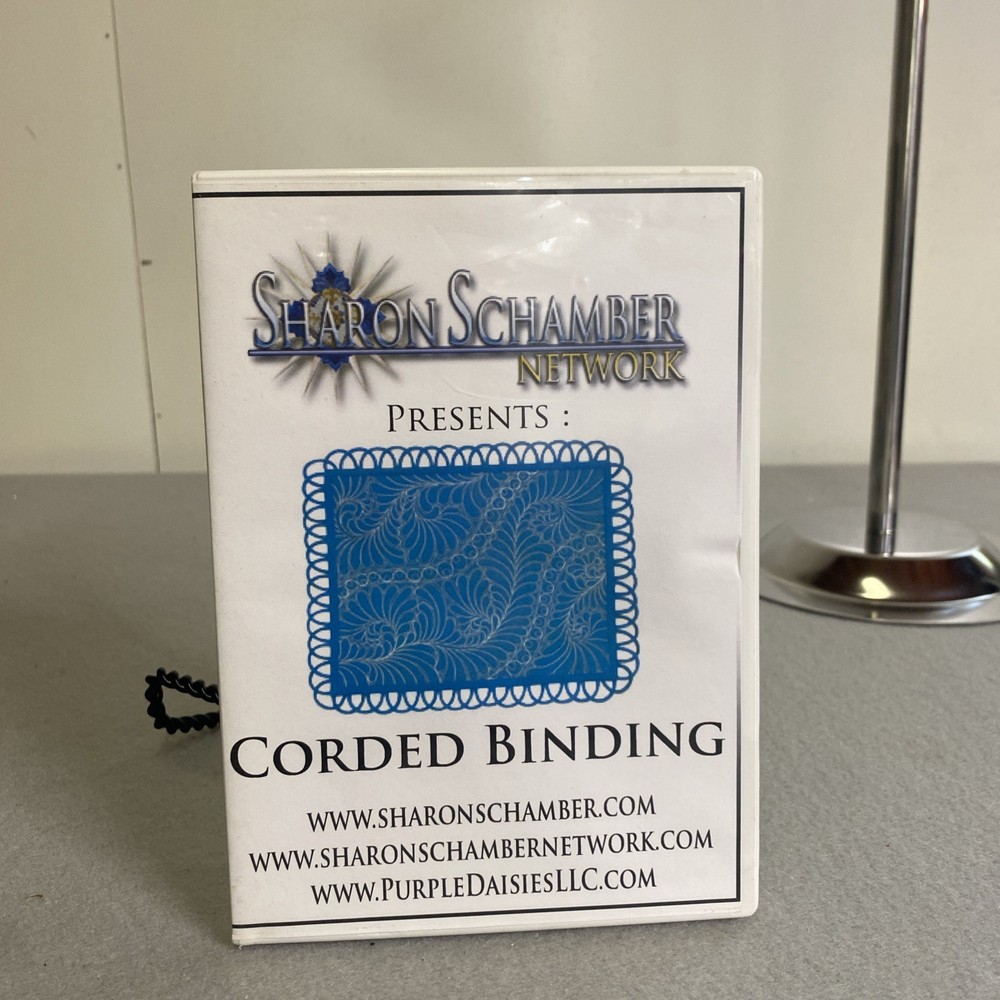 SHARON SCHAMBER
NETWORK
PRESENTS :
CORDED BINDING
WWW.SHARONSCHAMBER.COM
WWW.SHARONSCHAMBERNETWORK.COM
WWW.PURPLEDAISIESLLC.COM